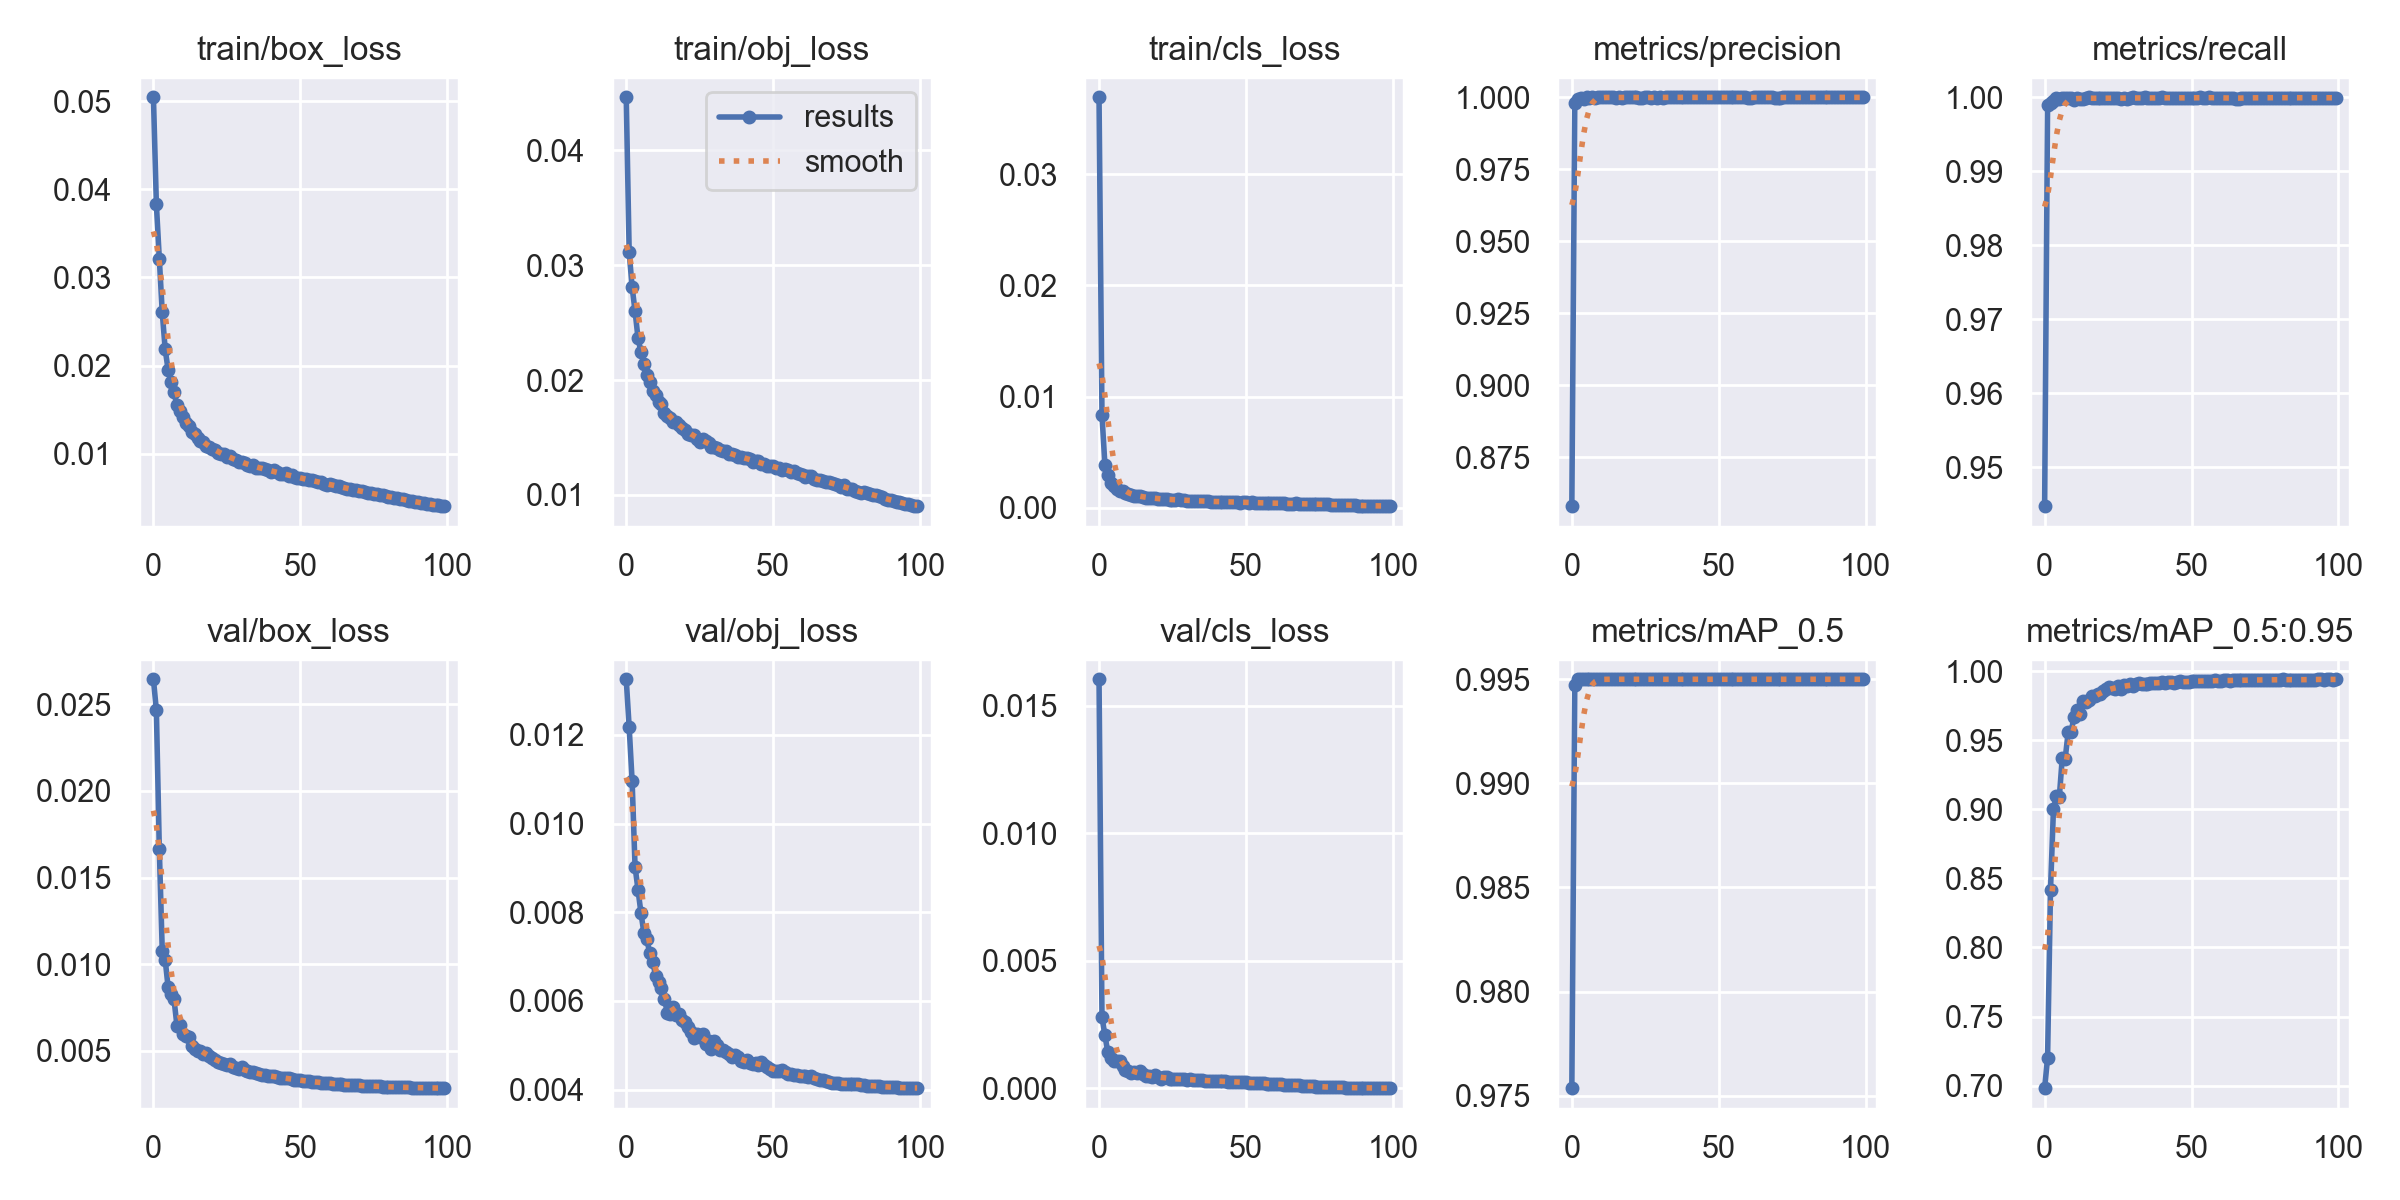 train/box_loss
0.05
0.04
0.03
0.02
0.01
0 50 100
train/obj_loss
results
smooth
0.04
0.03
0.02
0.01
0 50 100
train/cls_loss
0.03
0.02
0.01
0.00
0 50 100
metrics/precision
1.000
0.975
0.950
0.925
0.900
0.875
0 50 100
metrics/recall
1.00
0.99
0.98
0.97
0.96
0.95
0 50 100
val/box_loss
0.025
0.020
0.015
0.010
0.005
0 50 100
val/obj_loss
0.012
0.010
0.008
0.006
0.004
0 50 100
val/cls_loss
0.015
0.010
0.005
0.000
0 50 100
metrics/mAP_0.5
0.995
0.990
0.985
0.980
0.975
0 50 100
metrics/mAP_0.5:0.95
1.00
0.95
0.90
0.85
0.80
0.75
0.70
0 50 100